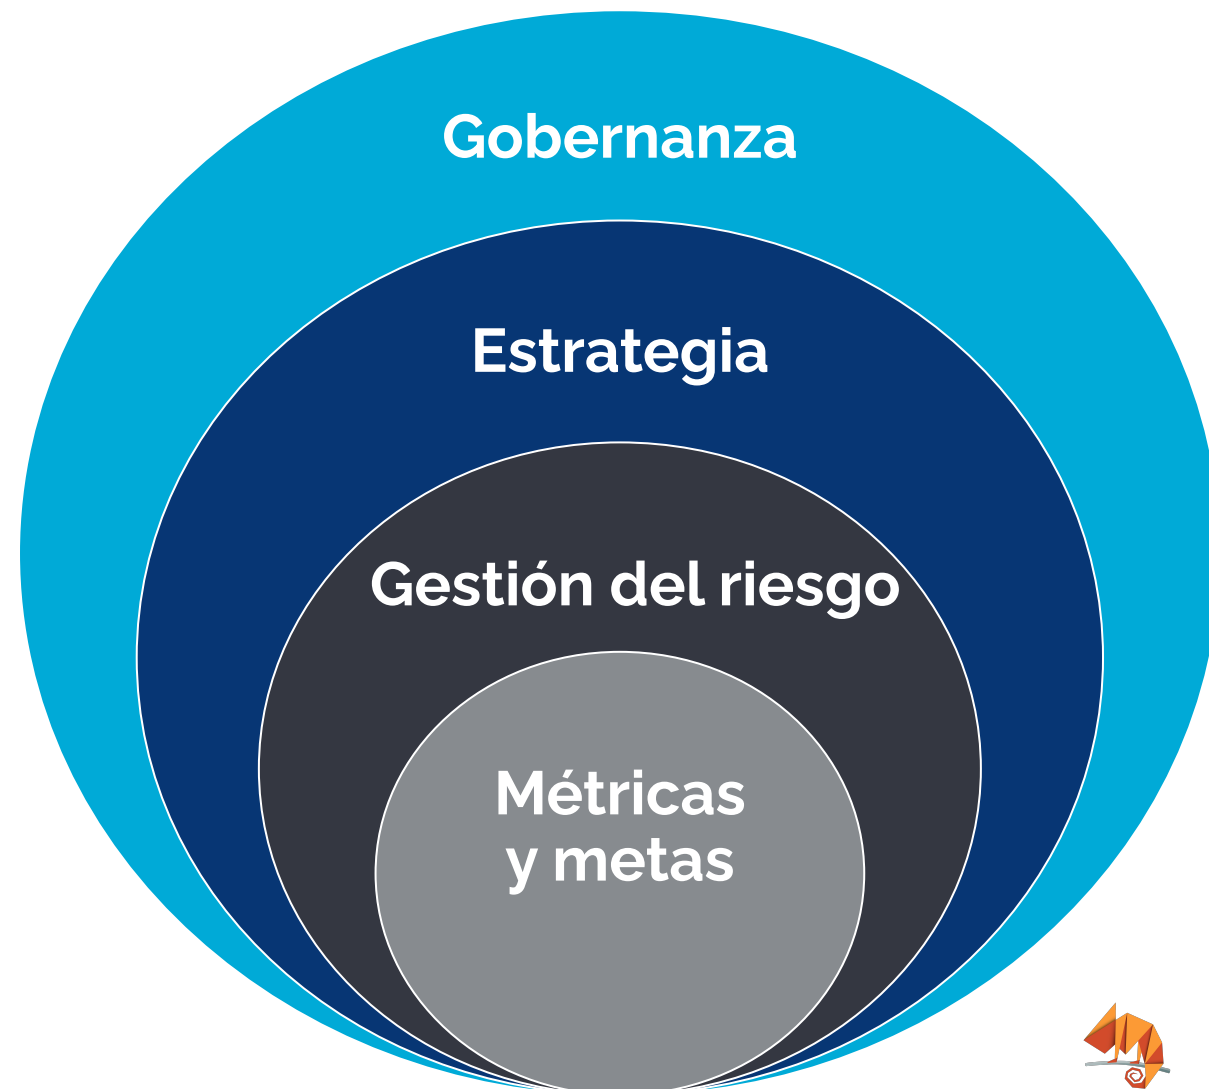 Gobernanza
Estrategia
Gestión del riesgo
Métricas
y metas